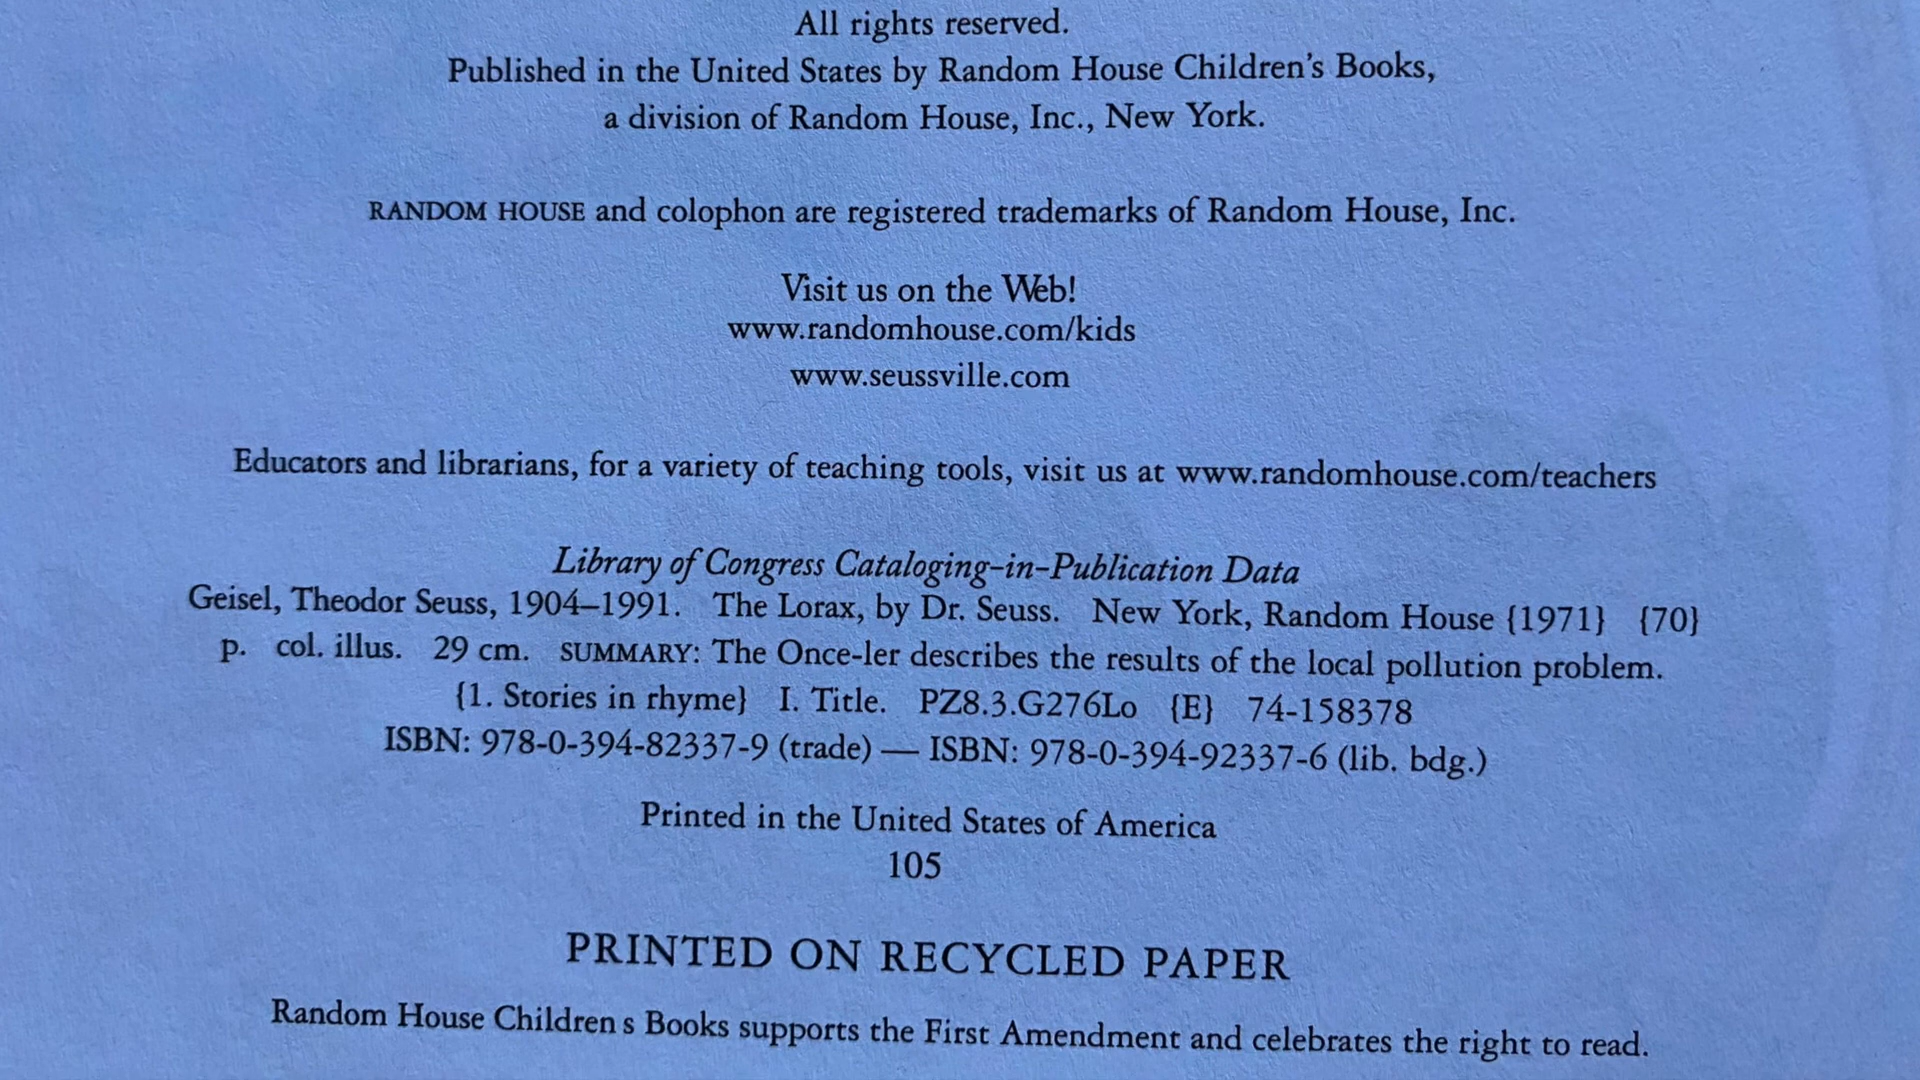 All rights reserved.
Published in the United States by Random House Children's Books,
a division of Random House, Inc., New York.
RANDOM HOUSE and colophon are registered trademarks of Random House, Inc.
Visit us on the Web!
www.randomhouse.com/kids
www.seussville.com
Educators and librarians, for a variety of teaching tools, visit us at www.randomhouse.com/teachers
Library of Congress Cataloging-in-Publication Data
Geisel, Theodor Seuss, 1904–1991. The Lorax, by Dr. Seuss. New York, Random House {1971} {70}
p. col. illus. 29 cm. SUMMARY: The Once-ler describes the results of the local pollution problem.
{1. Stories in rhyme} I. Title. PZ8.3.G276Lo {E} 74-158378
ISBN: 978-0-394-82337-9 (trade) — ISBN: 978-0-394-92337-6 (lib. bdg.)
Printed in the United States of America
105
PRINTED ON RECYCLED PAPER
Random House Children s Books supports the First Amendment and celebrates the right to read.